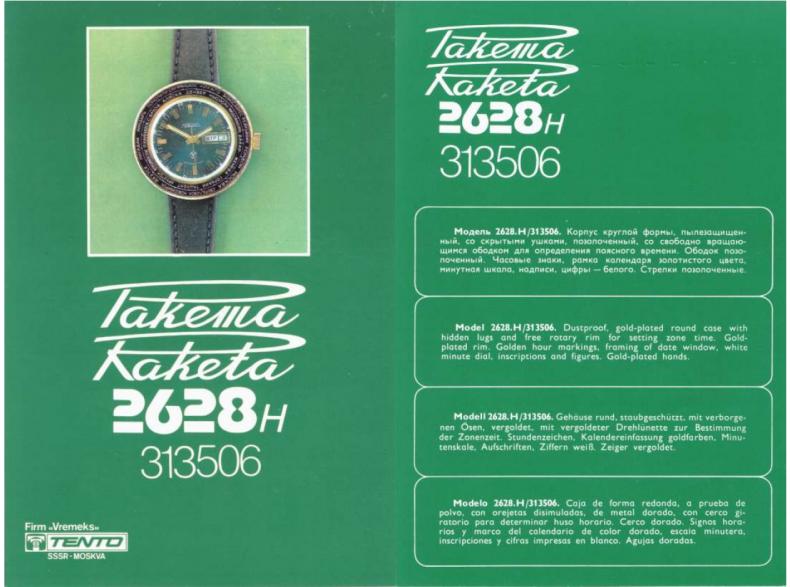 Ракета
Raketa
2628 H
313506
Firm «Vremeks»
TENTO
SSSR - MOSKVA
Ракета
Raketa
2628 H
313506
Модель 2628.Н/313506. Корпус круглой формы, пылезащищен-
ный, со скрытыми ушками, позолоченный, со свободно вращаю-
щимся ободком для определения поясного времени. Ободок позо-
лоченный. Часовые знаки, рамка календаря золотистого цвета,
минутная шкала, надписи, цифры — белого. Стрелки позолоченные.
Model 2628.H/313506. Dustproof, gold-plated round case with
hidden lugs and free rotary rim for setting zone time. Gold-
plated rim. Golden hour markings, framing of date window, white
minute dial, inscriptions and figures. Gold-plated hands.
Modell 2628.H/313506. Gehäuse rund, staubgeschützt, mit verborge-
nen Ösen, vergoldet, mit vergoldeter Drehlünette zur Bestimmung
der Zonenzeit. Stundenzeichen, Kalendereinfassung goldfarben, Minu-
tenskale, Aufschriften, Ziffern weiß. Zeiger vergoldet.
Modelo 2628.H/313506. Caja de forma redonda, a prueba de
polvo, con orejetas disimuladas, de metal dorado, con cerco gi-
ratorio para determinar huso horario. Cerco dorado. Signos hora-
rios y marco del calendario de color dorado, escala minutera,
inscripciones y cifras impresas en blanco. Agujas doradas.